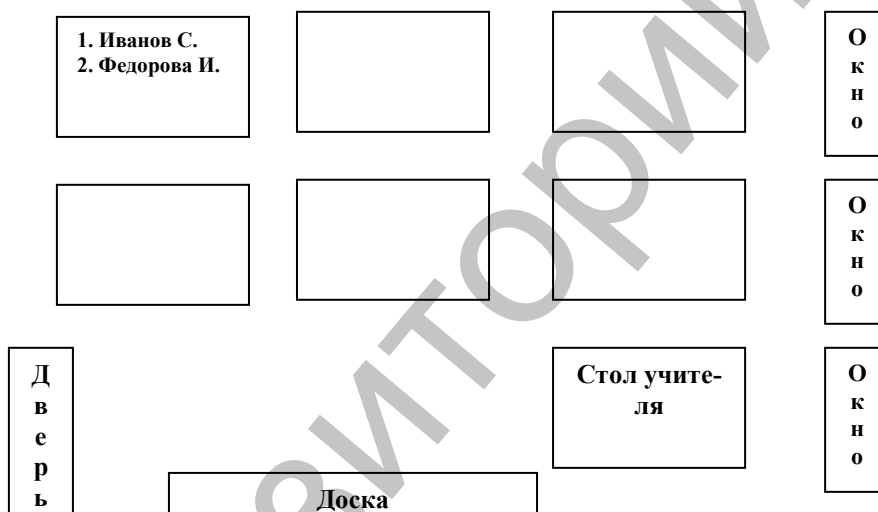 1. Иванов С.
2. Федорова И.
О
к
н
о
О
к
н
о
Д
в
е
р
ь
Стол учите-
ля
О
к
н
о
Доска